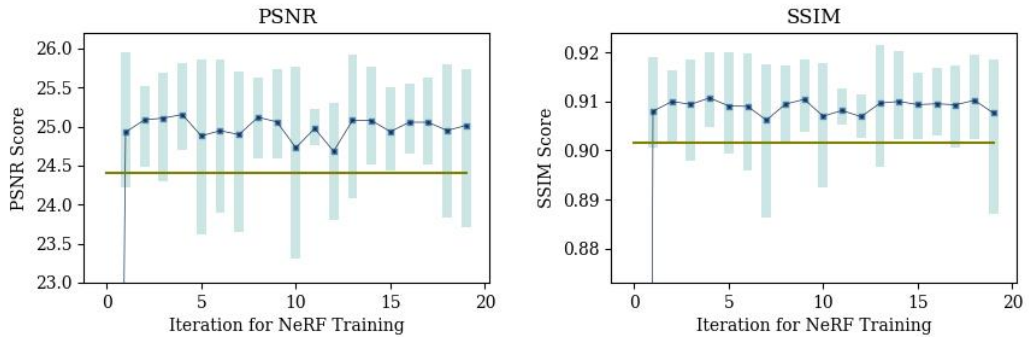 PSNR
26.0
25.5
25.0
24.5
24.0
23.5
23.0
PSNR Score
0 5 10 15 20
Iteration for NeRF Training
SSIM
0.92
0.91
0.90
0.89
0.88
SSIM Score
0 5 10 15 20
Iteration for NeRF Training